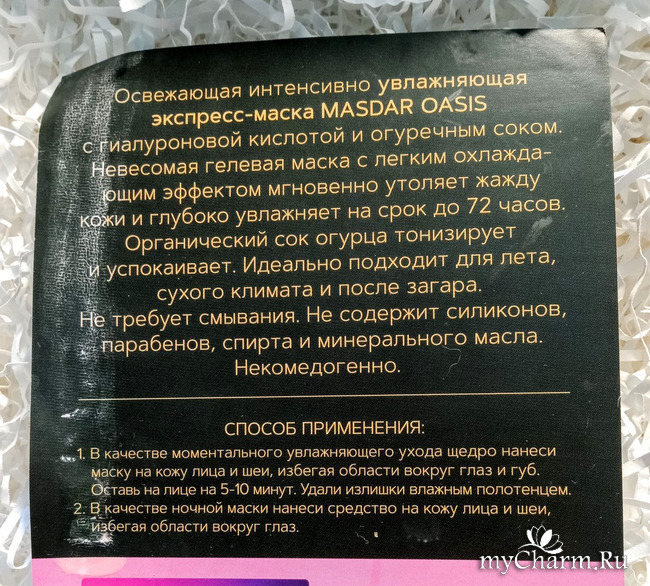 Освежающая интенсивно увлажняющая
экспресс-маска MASDAR OASIS
с гиалуроновой кислотой и огуречным соком.
Невесомая гелевая маска с легким охлажда-
ющим эффектом мгновенно утоляет жажду
кожи и глубоко увлажняет на срок до 72 часов.
Органический сок огурца тонизирует
и успокаивает. Идеально подходит для лета,
сухого климата и после загара.
Не требует смывания. Не содержит силиконов,
парабенов, спирта и минерального масла.
Некомедогенно.
СПОСОБ ПРИМЕНЕНИЯ:
1. В качестве моментального увлажняющего ухода щедро нанеси
маску на кожу лица и шеи, избегая области вокруг глаз и губ.
Оставь на лице на 5-10 минут. Удали излишки влажным полотенцем.
2. В качестве ночной маски нанеси средство на кожу лица и шеи,
избегая области вокруг глаз.
myCharm.Ru